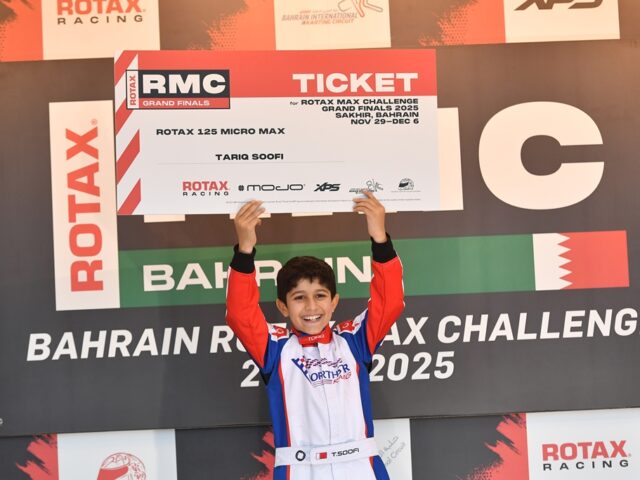 ROTAX
RACING
BAHRAIN INTERNATIONAL
KARTING CIRCUIT
XPS
ROTAX
RMC
GRAND FINALS
TICKET
for ROTAX MAX CHALLENGE
GRAND FINALS 2025
SAKHIR, BAHRAIN
NOV 29-DEC 6
ROTAX 125 MICRO MAX
TARIQ SOOFI
ROTAX
RACING
MOJO
XPS
ROTAX
C
BAHRAIN
BAHRAIN RO AX CHALLENG
2025
T.SOOFI
ROTAX
RACING